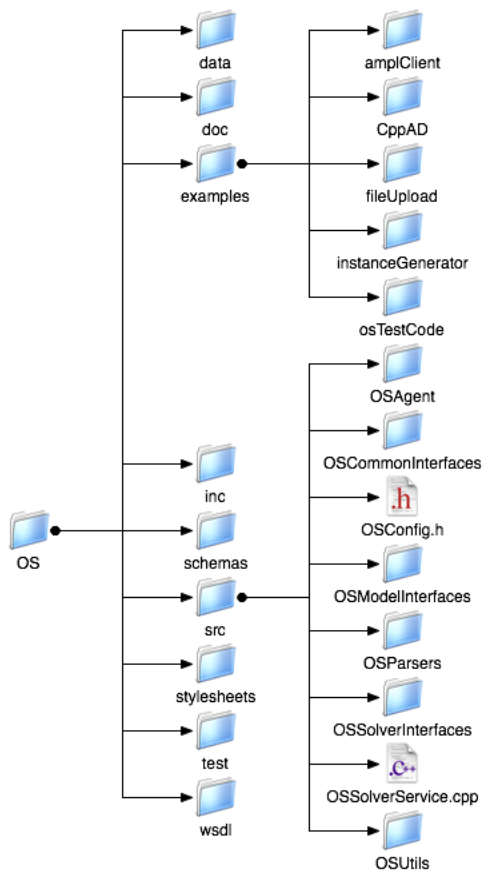 data
amplClient
doc
CppAD
examples
fileUpload
instanceGenerator
osTestCode
OSAgent
OSCommonInterfaces
inc
.h
OSConfig.h
OS
schemas
OSModelInterfaces
src
OSParsers
stylesheets
OSSolverInterfaces
test
.c++
OSSolverService.cpp
wsdl
OSUtils